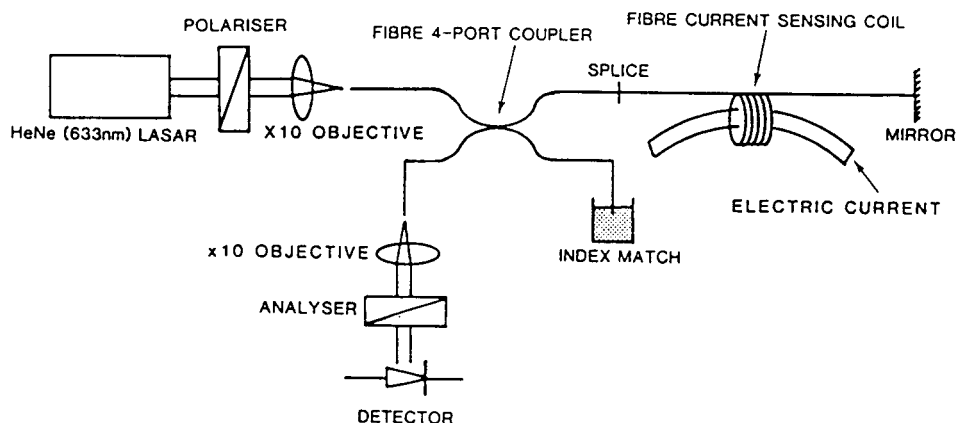 POLARISER
FIBRE 4-PORT COUPLER
FIBRE CURRENT SENSING COIL
SPLICE
HeNe (633nm) LASAR
X10 OBJECTIVE
MIRROR
ELECTRIC CURRENT
x10 OBJECTIVE
INDEX MATCH
ANALYSER
DETECTOR